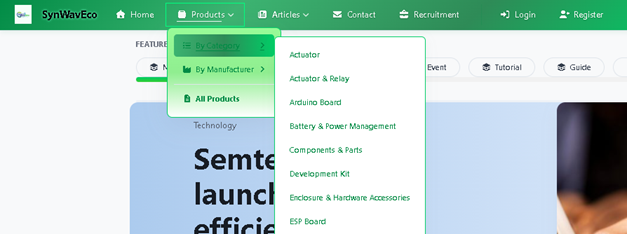 SynWavEco
Home
Products
Articles
Contact
Recruitment
Login
Register
By Category
By Manufacturer
All Products
Actuator
Actuator & Relay
Arduino Board
Battery & Power Management
Components & Parts
Development Kit
Enclosure & Hardware Accessories
ESP Board
FEATURE
Event
Tutorial
Guide
Technology
Semte
launch
efficie